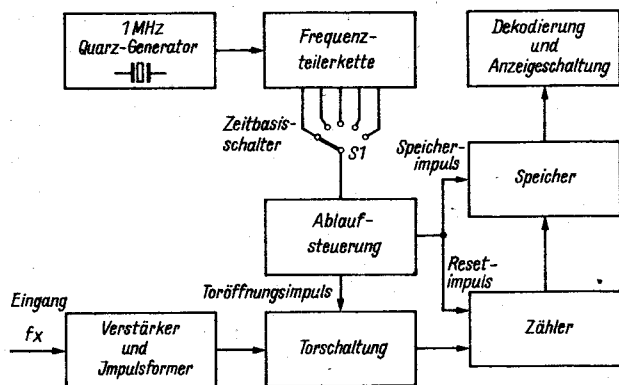 1 MHz
Quarz-Generator
Frequenz-
teilerkette
Dekodierung
und
Anzeigeschaltung
Zeitbasis-
schalter
S1
Speicher-
impuls
Speicher
Ablauf-
steuerung
Reset-
impuls
Toröffnungsimpuls
Eingang
fx
Verstärker
und
Jmpulsformer
Torschaltung
Zähler